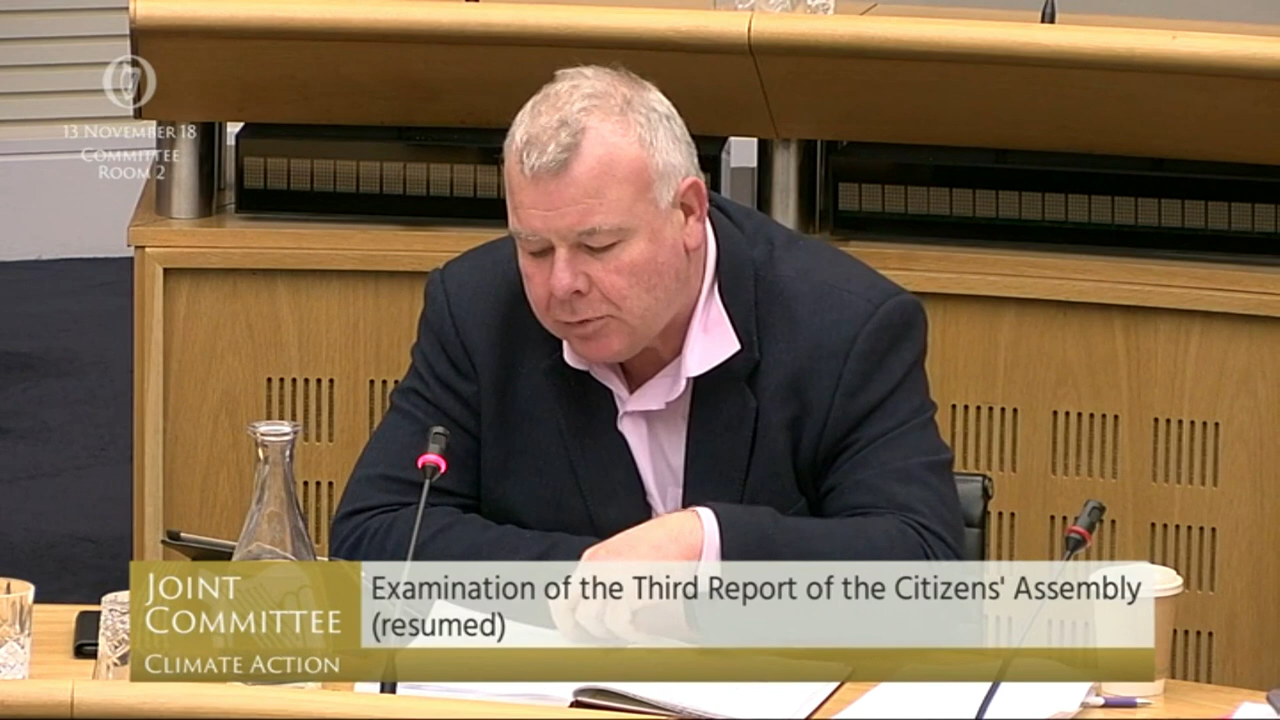 13 November 18
Committee
Room 2
Joint
Committee
Climate Action
Examination of the Third Report of the Citizens' Assembly
(resumed)